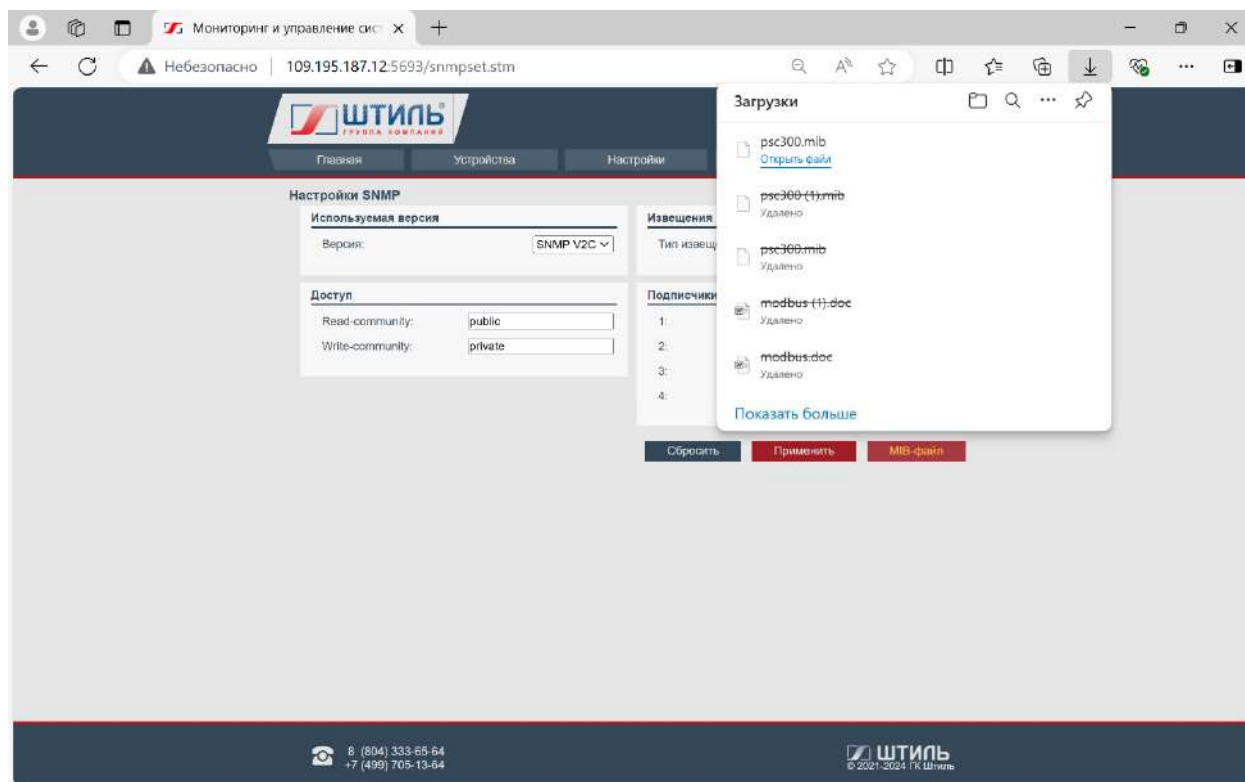 Мониторинг и управление сис
Небезопасно
109.195.187.12:5693/snmpset.stm
ШТИЛЬ
ГРУППА КОМПАНИЙ
Главная
Устройства
Настройки
Загрузки
psc300.mib
Открыть файл
psc300 (1).mib
Удалено
psc300.mib
Удалено
modbus (1).doc
Удалено
modbus.doc
Удалено
Показать больше
Настройки SNMP
Используемая версия
Версия:
SNMP V2C
Извещения
Тип извещ
Доступ
Read-community:
public
Write-community:
private
Подписчики
1:
2:
3:
4:
Сбросить
Применить
MIB-файл
8 (804) 333-65-64
+7 (499) 705-13-64
ШТИЛЬ
© 2021-2024 ГК Штиль